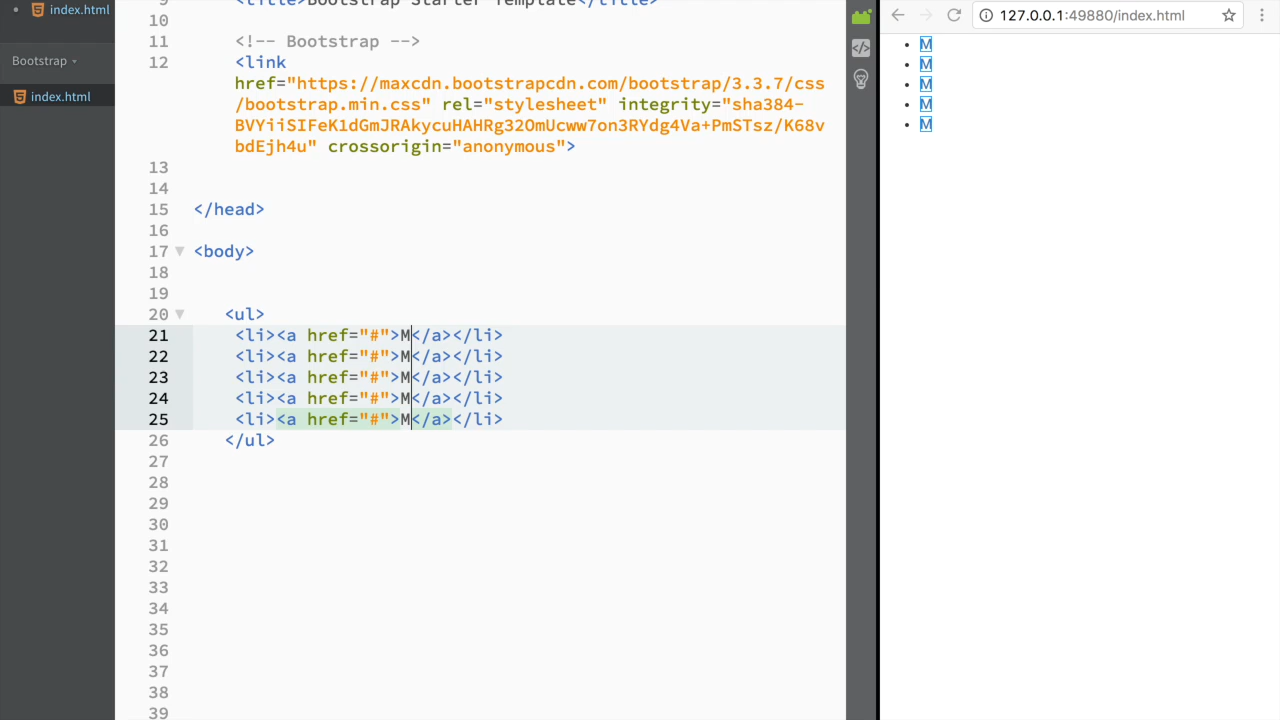 index.html
Bootstrap
index.html
9 <title>Bootstrap Starter Template</title>
10
11 <!-- Bootstrap -->
12 <link
href="https://maxcdn.bootstrapcdn.com/bootstrap/3.3.7/css
/bootstrap.min.css" rel="stylesheet" integrity="sha384-
BVYiiSIFeK1dGmJRAkycuHAHRg32OmUcww7on3RYdg4Va+PmSTsz/K68v
bdEjh4u" crossorigin="anonymous">
13
14
15 </head>
16
17 <body>
18
19
20 <ul>
21 <li><a href="#">M</a></li>
22 <li><a href="#">M</a></li>
23 <li><a href="#">M</a></li>
24 <li><a href="#">M</a></li>
25 <li><a href="#">M</a></li>
26 </ul>
27
28
29
30
31
32
33
34
35
36
37
38
39
127.0.0.1:49880/index.html
• M
• M
• M
• M
• M